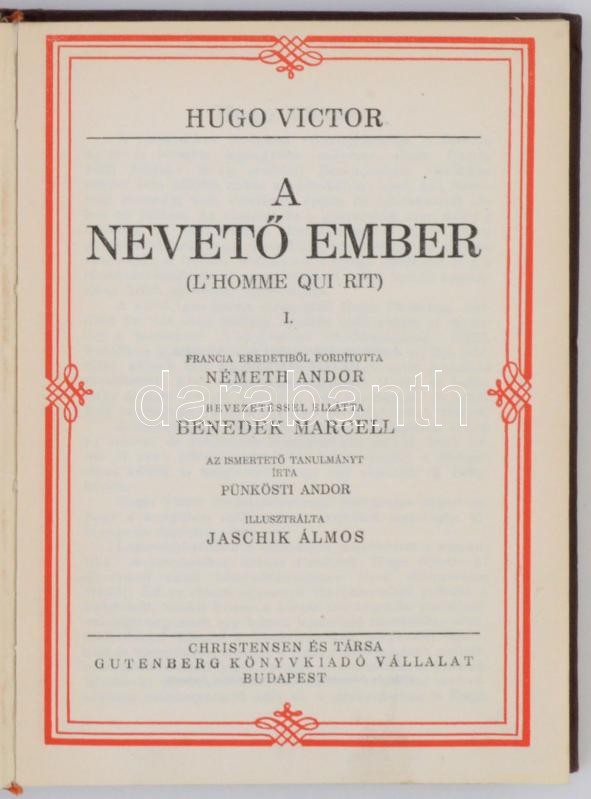 HUGO VICTOR
A
NEVETŐ EMBER
(L'HOMME QUI RIT)
I.
FRANCIA EREDETIBŐL FORDÍTOTTA
NÉMETH ANDOR
darabanth
BEVEZETÉSSEL ELLÁTTA
BENEDEK MARCELL
AZ ISMERTETŐ TANULMÁNYT
ÍRTA
PÜNKÖSTI ANDOR
ILLUSZTRÁLTA
JASCHIK ÁLMOS
CHRISTENSEN ÉS TÁRSA
GUTENBERG KÖNYVKIADÓ VÁLLALAT
BUDAPEST